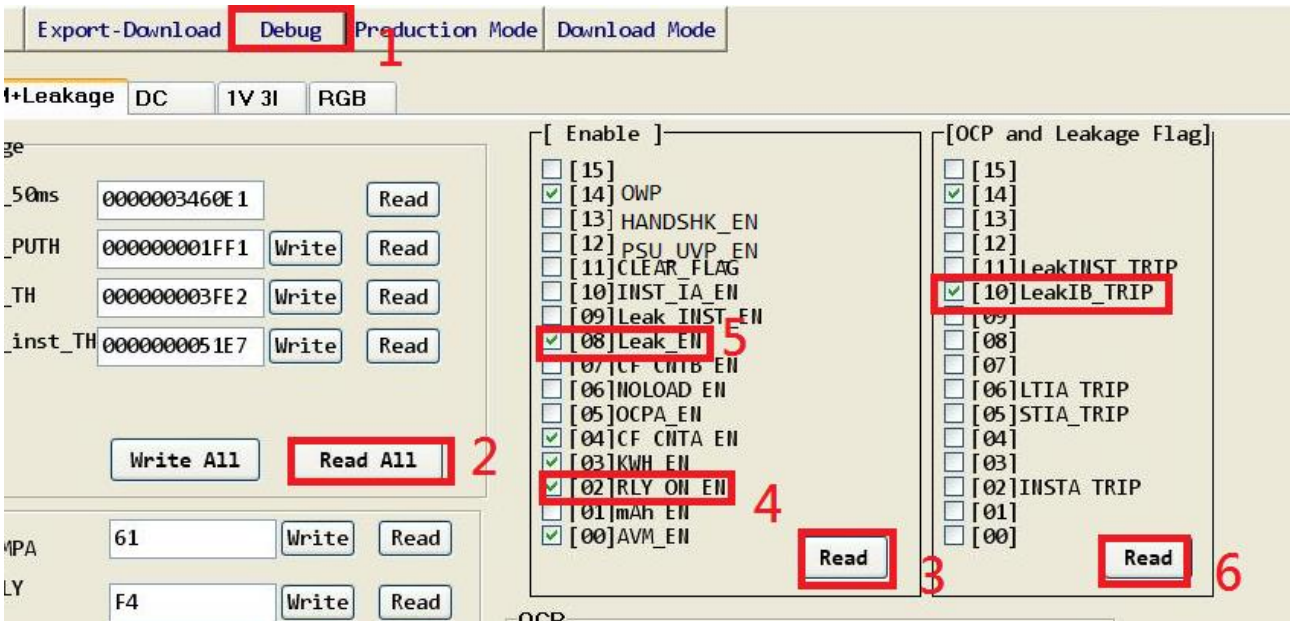 Export-Download Debug Production Mode Download Mode
1
M+Leakage DC 1V 3I RGB
ge
_50ms 0000003460E1 Read
_PUTH 000000001FF1 Write Read
_TH 000000003FE2 Write Read
_inst_TH 0000000051E7 Write Read
Write All Read All 2
MPA 61 Write Read
LY F4 Write Read
[ Enable ]
[15]
[14] OWP
[13] HANDSHK_EN
[12] PSU_UVP_EN
[11]CLEAR_FLAG
[10]INST_IA_EN
[09]Leak_INST_EN
[08]Leak_EN 5
[07]CF_CNTB_EN
[06]NOLOAD_EN
[05]OCPA_EN
[04]CF_CNTA_EN
[03]KWH_EN
[02]RLY_ON_EN 4
[01]mAh_EN
[00]AVM_EN
Read 3
[OCP and Leakage Flag]
[15]
[14]
[13]
[12]
[11]LeakINST_TRIP
[10]LeakIB_TRIP
[09]
[08]
[07]
[06]LTIA_TRIP
[05]STIA_TRIP
[04]
[03]
[02]INSTA_TRIP
[01]
[00]
Read 6
OCP